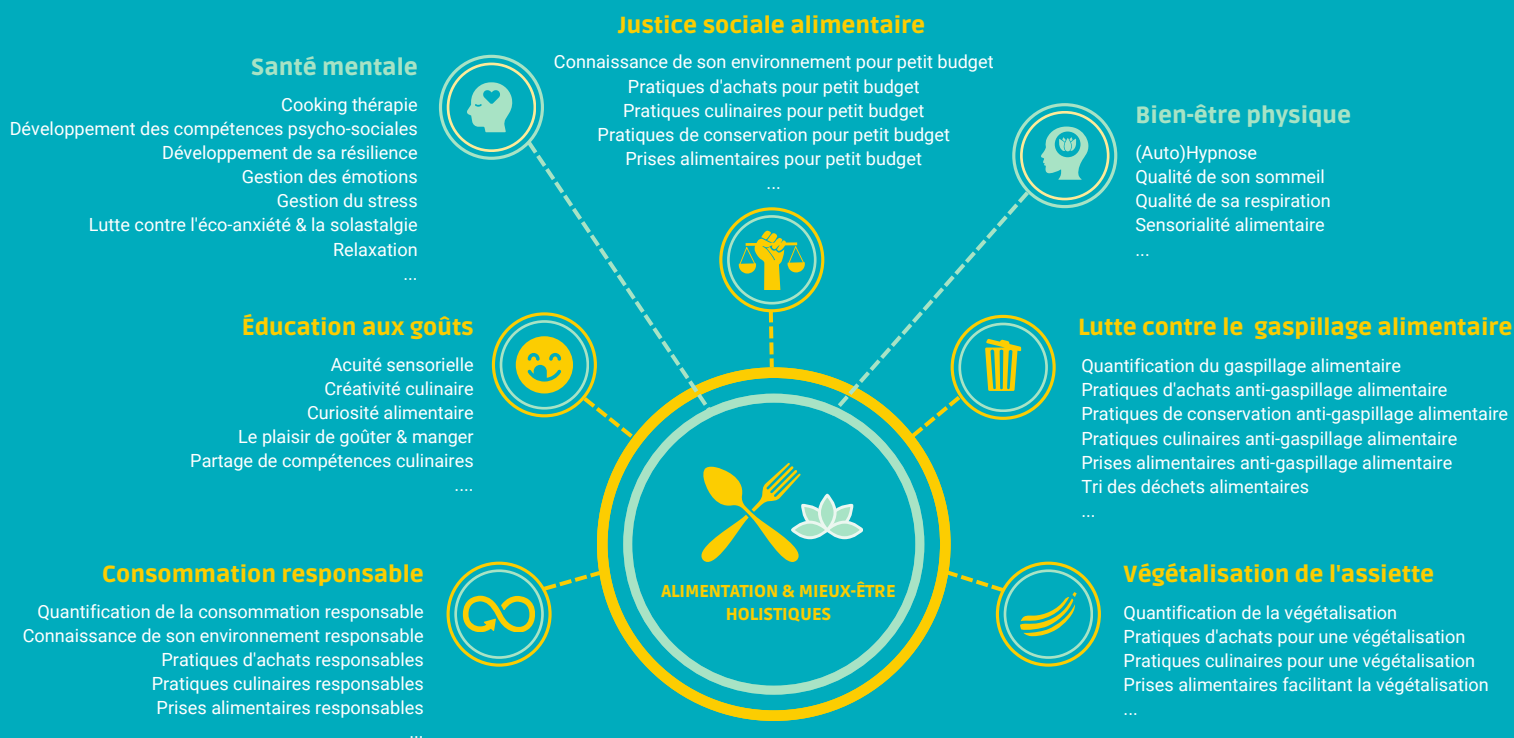 Justice sociale alimentaire
Connaissance de son environnement pour petit budget
Pratiques d'achats pour petit budget
Pratiques culinaires pour petit budget
Pratiques de conservation pour petit budget
Prises alimentaires pour petit budget
...
Santé mentale
Cooking thérapie
Développement des compétences psycho-sociales
Développement de sa résilience
Gestion des émotions
Gestion du stress
Lutte contre l'éco-anxiété & la solastalgie
Relaxation
...
Bien-être physique
(Auto)Hypnose
Qualité de son sommeil
Qualité de sa respiration
Sensorialité alimentaire
...
Éducation aux goûts
Acuité sensorielle
Créativité culinaire
Curiosité alimentaire
Le plaisir de goûter & manger
Partage de compétences culinaires
....
Lutte contre le  gaspillage alimentaire
Quantification du gaspillage alimentaire
Pratiques d'achats anti-gaspillage alimentaire
Pratiques de conservation anti-gaspillage alimentaire
Pratiques culinaires anti-gaspillage alimentaire
Prises alimentaires anti-gaspillage alimentaire
Tri des déchets alimentaires
...
Consommation responsable
Quantification de la consommation responsable
Connaissance de son environnement responsable
Pratiques d'achats responsables
Pratiques culinaires responsables
Prises alimentaires responsables
...
ALIMENTATION & MIEUX-ÊTRE
HOLISTIQUES
Végétalisation de l'assiette
Quantification de la végétalisation
Pratiques d'achats pour une végétalisation
Pratiques culinaires pour une végétalisation
Prises alimentaires facilitant la végétalisation
...